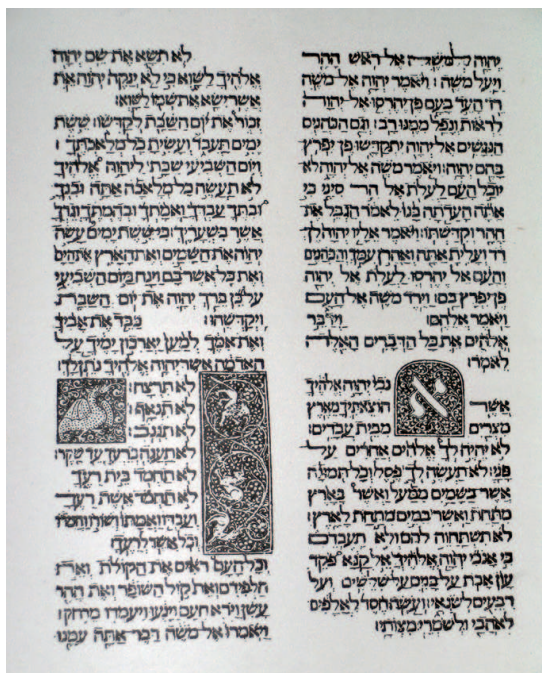 יהוה למשה אל ראש ההר
ויעל משה׃ ויאמר יהוה אל משה
רד העד בעם פן יהרסו אל יהוה
לראות ונפל ממנו רב׃ וגם הכהנים
הנגשים אל יהוה יתקדשו פן יפרץ
בהם יהוה׃ ויאמר משה אל יהוה לא
יוכל העם לעלת אל הר סיני כי
אתה העדתה בנו לאמר הגבל את
ההר וקדשתו׃ ויאמר אליו יהוה לך
רד ועלית אתה ואהרן עמך והכהנים
והעם אל יהרסו לעלת אל יהוה
פן יפרץ בם׃ וירד משה אל העם
ויאמר אלהם׃ וידבר
אלהים את כל הדברים האלה
לאמר׃
אנכי יהוה אלהיך
אשר הוצאתיך מארץ
מצרים מבית עבדים׃
לא יהיה לך אלהים אחרים על
פני׃ לא תעשה לך פסל וכל תמונה
אשר בשמים ממעל ואשר בארץ
מתחת ואשר במים מתחת לארץ׃
לא תשתחוה להם ולא תעבדם
כי אנכי יהוה אלהיך אל קנא פקד
עון אבת על בנים על שלשים ועל
רבעים לשנאי׃ ועשה חסד לאלפים
לאהבי ולשמרי מצותי׃
לא תשא את שם יהוה
אלהיך לשוא כי לא ינקה יהוה את
אשר ישא את שמו לשוא׃
זכור את יום השבת לקדשו׃ ששת
ימים תעבד ועשית כל מלאכתך׃
ויום השביעי שבת ליהוה אלהיך
לא תעשה כל מלאכה אתה ובנך
ובתך עבדך ואמתך ובהמתך וגרך
אשר בשעריך׃ כי ששת ימים עשה
יהוה את השמים ואת הארץ את הים
ואת כל אשר בם וינח ביום השביעי
על כן ברך יהוה את יום השבת
ויקדשהו׃ כבד את אביך
ואת אמך למען יארכון ימיך על
האדמה אשר יהוה אלהיך נתן לך׃
לא תרצח׃
לא תנאף׃
לא תגנב׃
לא תענה ברעך עד שקר׃
לא תחמד בית רעך
לא תחמד אשת רעך
ועבדו ואמתו ושורו וחמרו
וכל אשר לרעך׃
וכל העם ראים את הקולת ואת
הלפידם ואת קול השופר ואת ההר
עשן וירא העם וינעו ויעמדו מרחק׃
ויאמרו אל משה דבר אתה עמנו